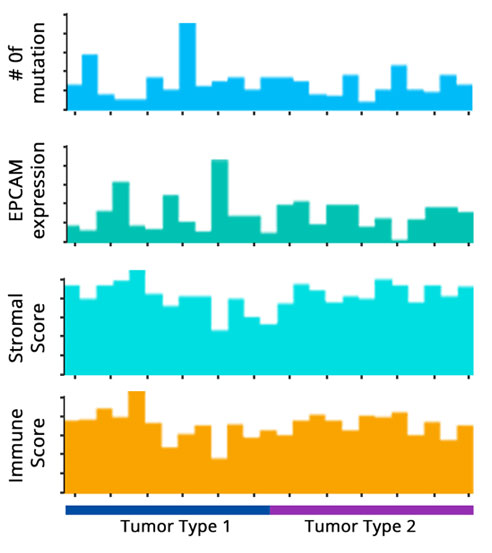 # 0f
mutation
EPCAM
expression
Stromal
Score
Immune
Score
Tumor Type 1
Tumor Type 2